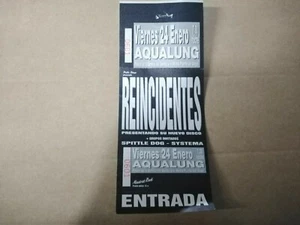 Viernes 24 Enero
AQUALUNG
REINCIDENTES
PRESENTANDO SU NUEVO DISCO
+ GRUPOS INVITADOS
SPITTLE DOG - SYSTEMA
Viernes 24 Enero
AQUALUNG
ENTRADA